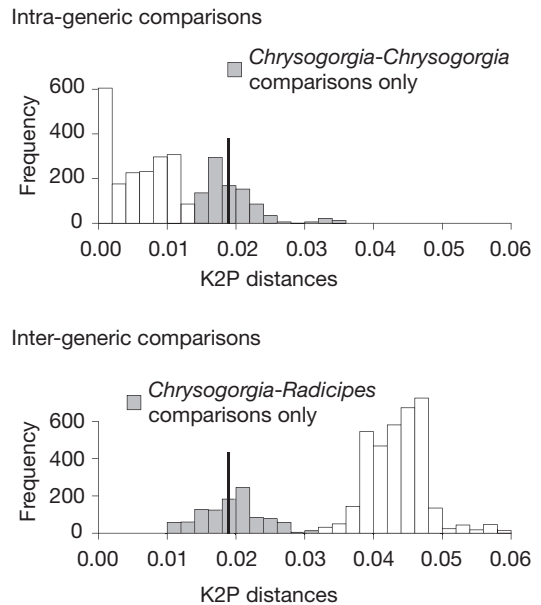 Intra-generic comparisons
Chrysogorgia-Chrysogorgia
comparisons only
600
400
200
0
Frequency
0.00 0.01 0.02 0.03 0.04 0.05 0.06
K2P distances
Inter-generic comparisons
Chrysogorgia-Radicipes
comparisons only
600
400
200
0
Frequency
0.00 0.01 0.02 0.03 0.04 0.05 0.06
K2P distances